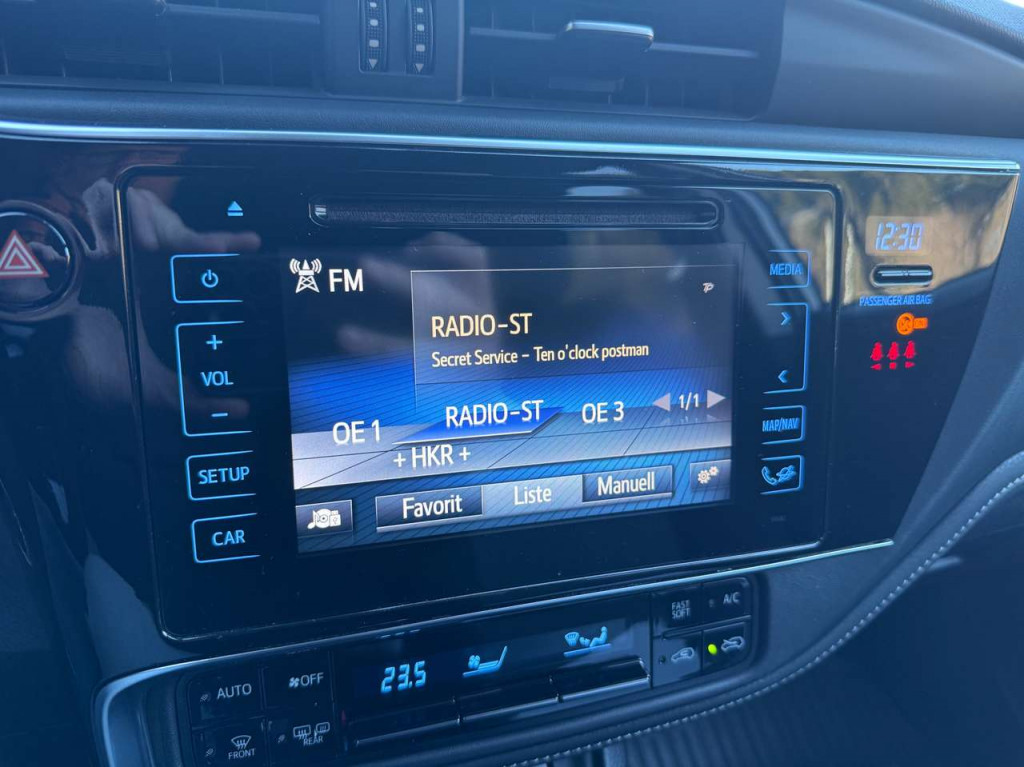 FM
TP
RADIO-ST
Secret Service - Ten o'clock postman
OE 1
RADIO-ST
OE 3
1/1
+ HKR +
Favorit
Liste
Manuell
+
VOL
-
SETUP
CAR
MEDIA
MAP/NAV
12:30
PASSENGER AIR BAG
AUTO
OFF
FRONT
REAR
23.5
FAST
SOFT
A/C